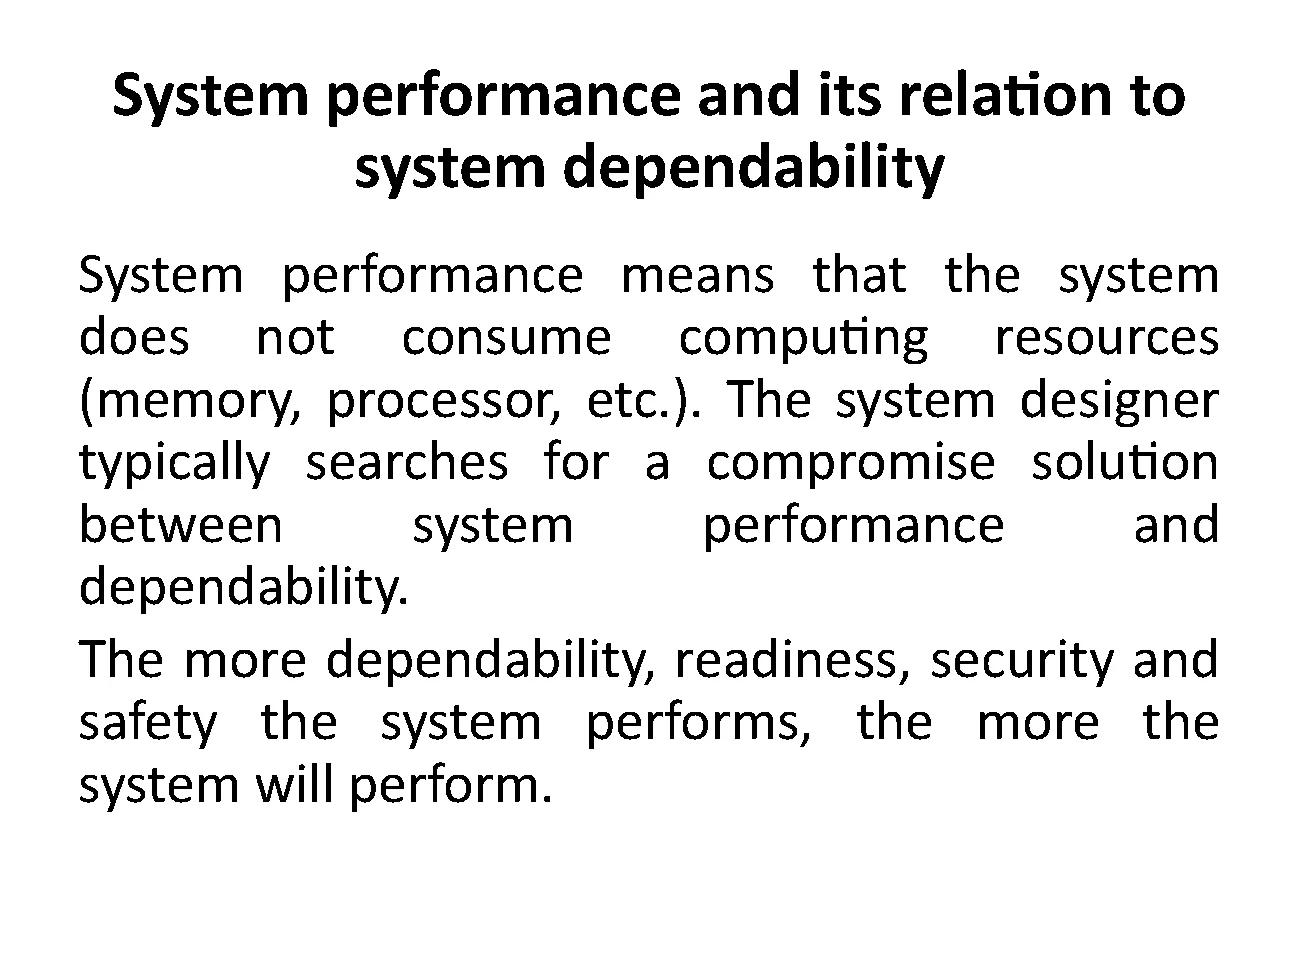 System performance and its relation to
system dependability
System performance means that the system
does not consume computing resources
(memory, processor, etc.). The system designer
typically searches for a compromise solution
between system performance and
dependability.
The more dependability, readiness, security and
safety the system performs, the more the
system will perform.